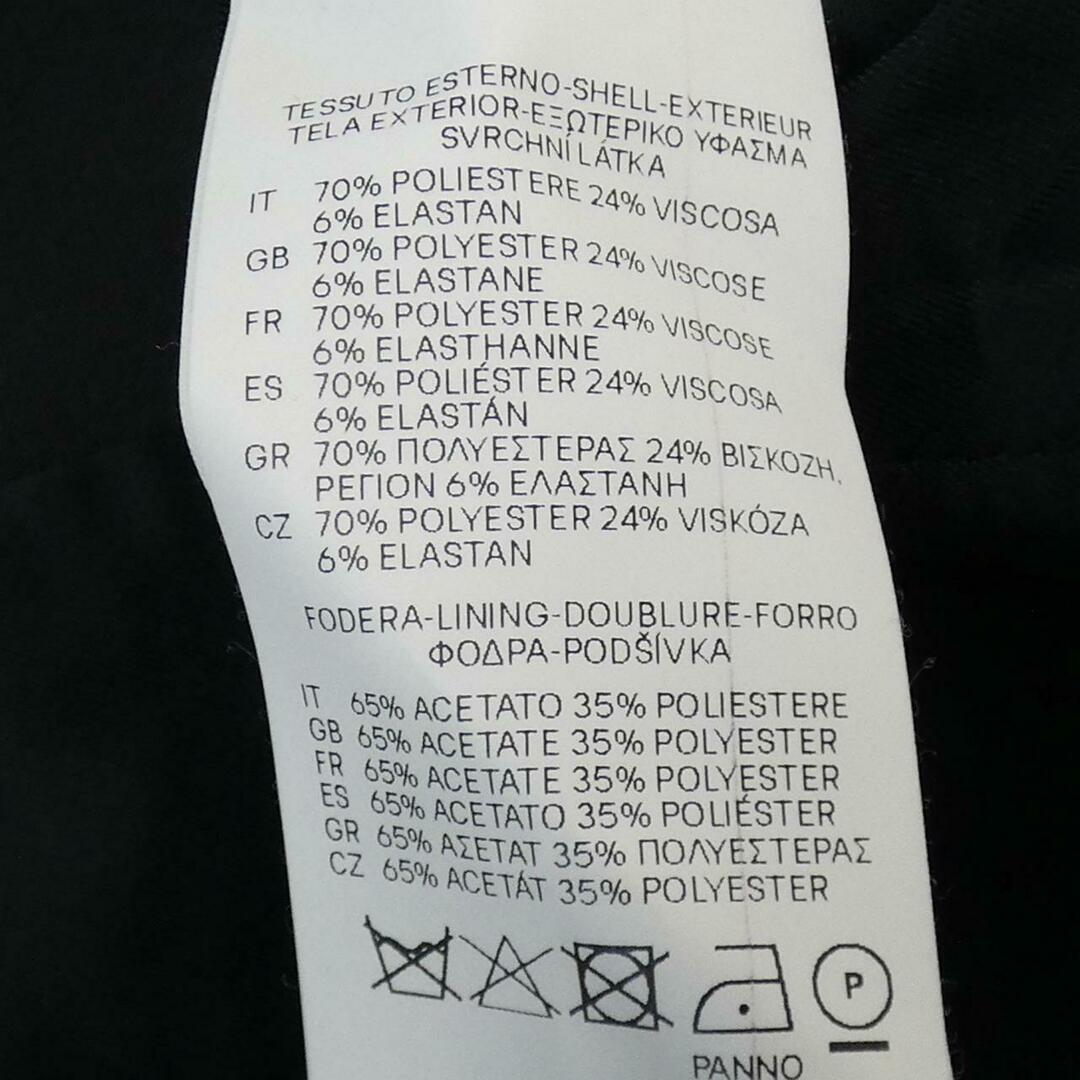 TESSUTO ESTERNO-SHELL-EXTERIEUR
TELA EXTERIOR-ΕΞΩΤΕΡΙΚΟ ΥΦΑΣΜΑ
SVRCHNÍ LÁTKA
IT 70% POLIESTERE 24% VISCOSA
6% ELASTAN
GB 70% POLYESTER 24% VISCOSE
6% ELASTANE
FR 70% POLYESTER 24% VISCOSE
6% ELASTHANNE
ES 70% POLIÉSTER 24% VISCOSA
6% ELASTÁN
GR 70% ΠΟΛΥΕΣΤΕΡΑΣ 24% ΒΙΣΚΟΖΗ,
ΡΕΓΙΟΝ 6% ΕΛΑΣΤΑΝΗ
CZ 70% POLYESTER 24% VISKÓZA
6% ELASTAN
FODERA-LINING-DOUBLURE-FORRO
ΦΟΔΡΑ-PODŠÍVKA
IT 65% ACETATO 35% POLIESTERE
GB 65% ACETATE 35% POLYESTER
FR 65% ACETATE 35% POLYESTER
ES 65% ACETATO 35% POLIÉSTER
GR 65% ΑΣΕΤΑΤ 35% ΠΟΛΥΕΣΤΕΡΑΣ
CZ 65% ACETÁT 35% POLYESTER
P
PANNO